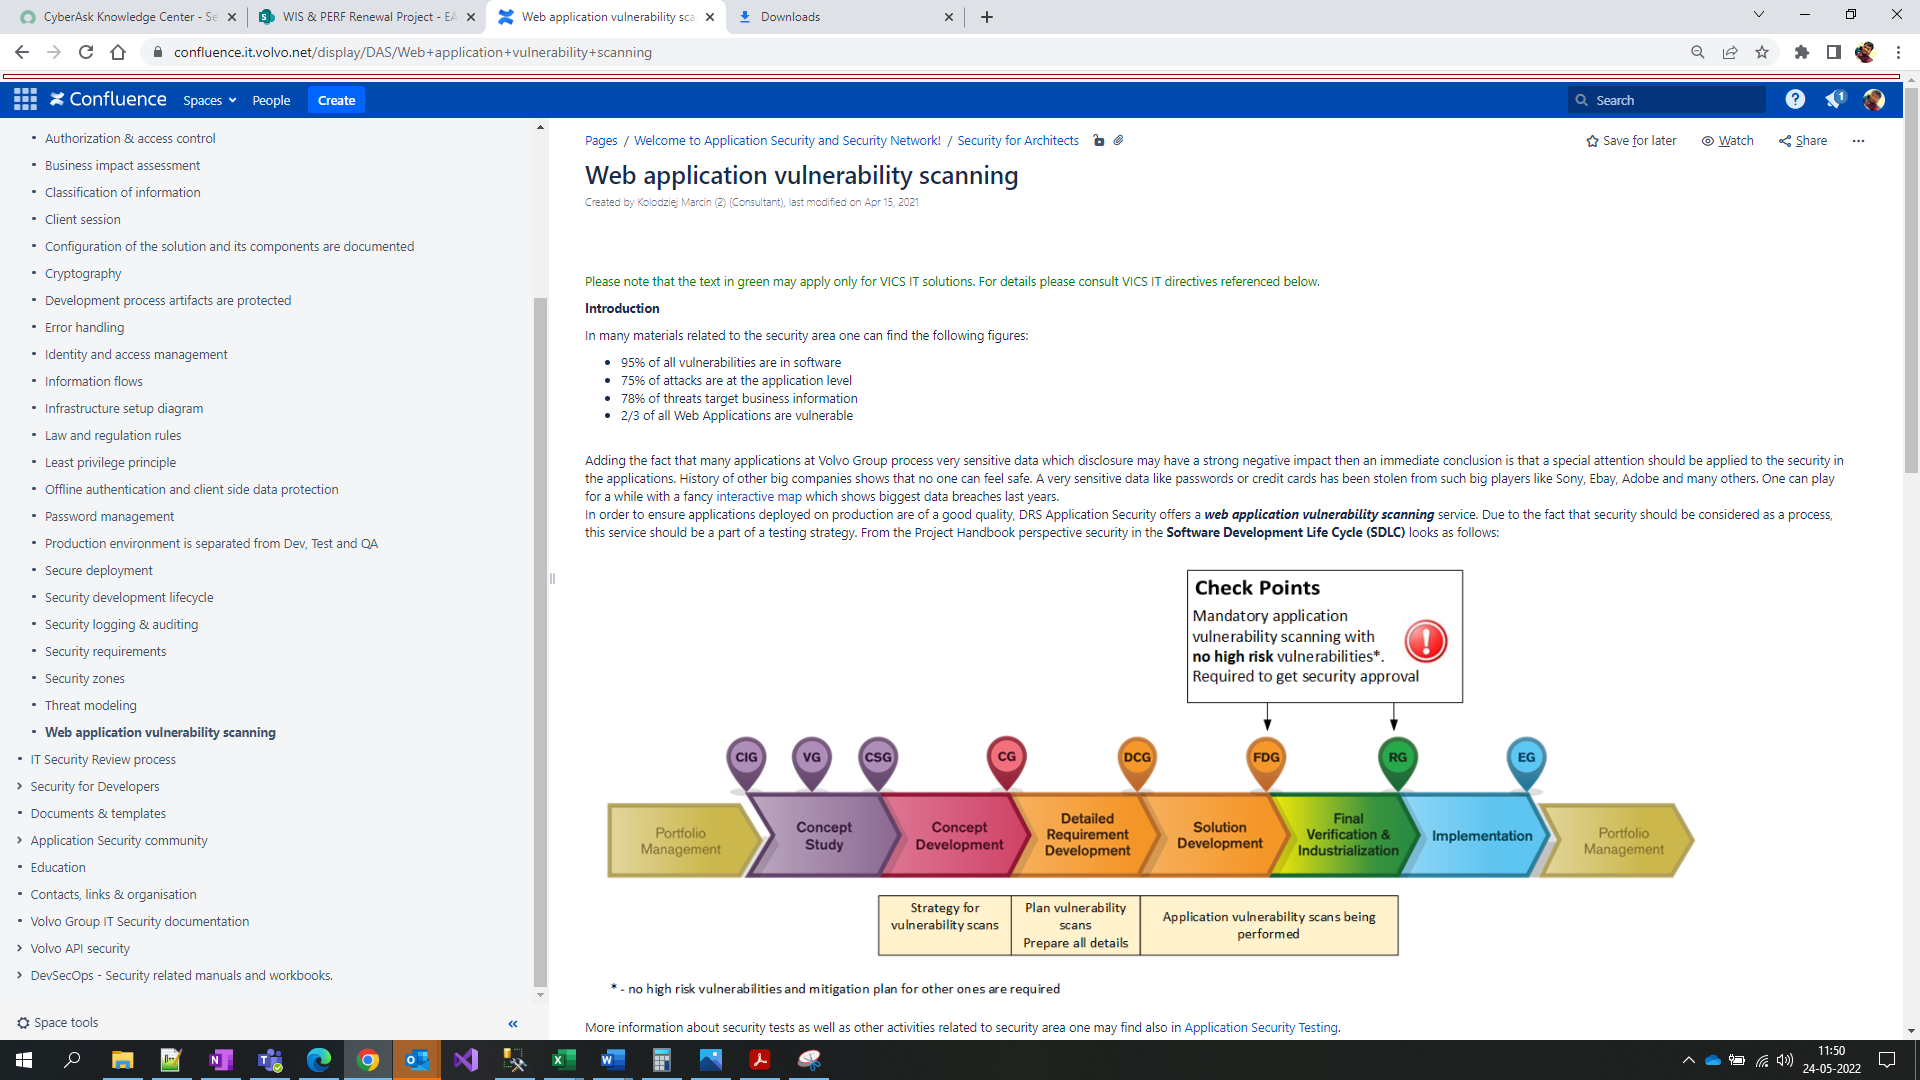 CyberAsk Knowledge Center - Se
WIS & PERF Renewal Project - EA
Web application vulnerability sca
Downloads
confluence.it.volvo.net/display/DAS/Web+application+vulnerability+scanning
Confluence
Spaces
People
Create
Search
1
Authorization & access control
Business impact assessment
Classification of information
Client session
Configuration of the solution and its components are documented
Cryptography
Development process artifacts are protected
Error handling
Identity and access management
Information flows
Infrastructure setup diagram
Law and regulation rules
Least privilege principle
Offline authentication and client side data protection
Password management
Production environment is separated from Dev, Test and QA
Secure deployment
Security development lifecycle
Security logging & auditing
Security requirements
Security zones
Threat modeling
Web application vulnerability scanning
IT Security Review process
Security for Developers
Documents & templates
Application Security community
Education
Contacts, links & organisation
Volvo Group IT Security documentation
Volvo API security
DevSecOps - Security related manuals and workbooks.
Space tools
Pages / Welcome to Application Security and Security Network! / Security for Architects
Save for later
Watch
Share
Web application vulnerability scanning
Created by Kolodziej Marcin (2) (Consultant), last modified on Apr 15, 2021
Please note that the text in green may apply only for VICS IT solutions. For details please consult VICS IT directives referenced below.
Introduction
In many materials related to the security area one can find the following figures:
• 95% of all vulnerabilities are in software
• 75% of attacks are at the application level
• 78% of threats target business information
• 2/3 of all Web Applications are vulnerable
Adding the fact that many applications at Volvo Group process very sensitive data which disclosure may have a strong negative impact then an immediate conclusion is that a special attention should be applied to the security in
the applications. History of other big companies shows that no one can feel safe. A very sensitive data like passwords or credit cards has been stolen from such big players like Sony, Ebay, Adobe and many others. One can play
for a while with a fancy interactive map which shows biggest data breaches last years.
In order to ensure applications deployed on production are of a good quality, DRS Application Security offers a web application vulnerability scanning service. Due to the fact that security should be considered as a process,
this service should be a part of a testing strategy. From the Project Handbook perspective security in the Software Development Life Cycle (SDLC) looks as follows:
Check Points
Mandatory application
vulnerability scanning with
no high risk vulnerabilities*.
Required to get security approval
CIG
VG
CSG
CG
DCG
FDG
RG
EG
Portfolio
Management
Concept
Study
Concept
Development
Detailed
Requirement
Development
Solution
Development
Final
Verification &
Industrialization
Implementation
Portfolio
Management
Strategy for
vulnerability scans
Plan vulnerability
scans
Prepare all details
Application vulnerability scans being
performed
* - no high risk vulnerabilities and mitigation plan for other ones are required
More information about security tests as well as other activities related to security area one may find also in Application Security Testing.
11:50
24-05-2022